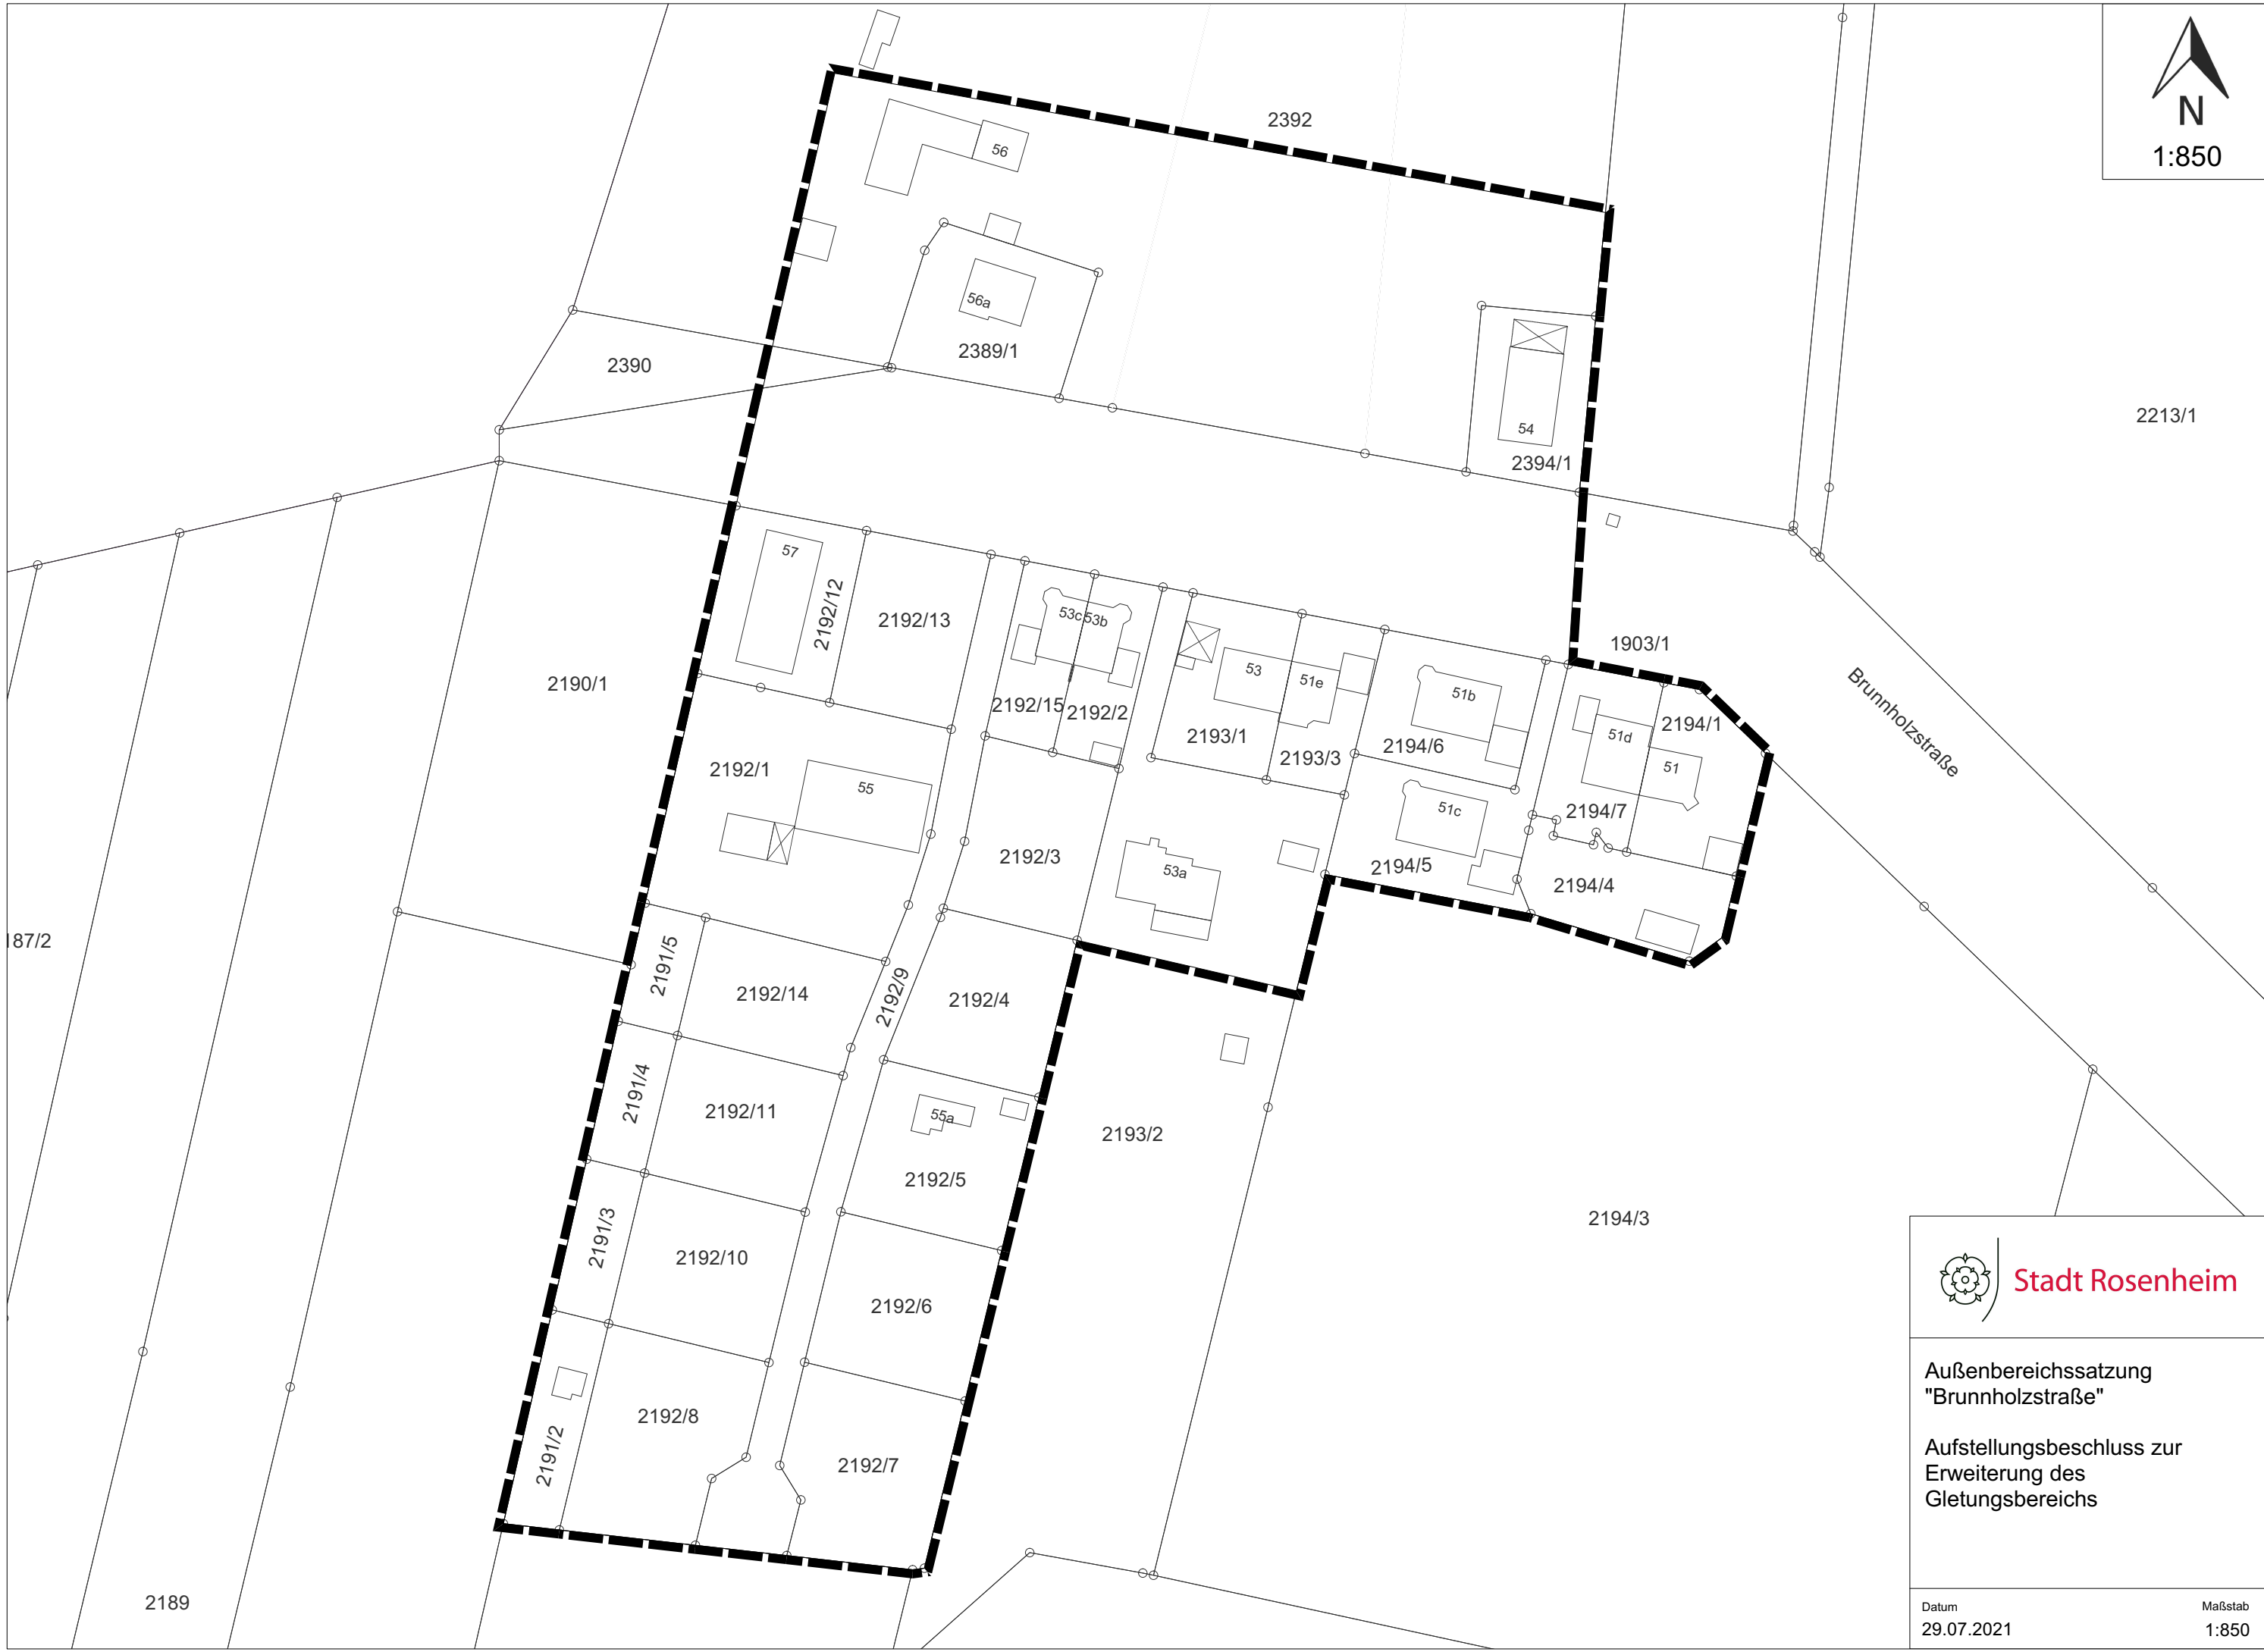 2392
N
1:850
56
56a
2389/1
2390
54
2394/1
2213/1
57
2192/12
2192/13
53c
53b
2192/15
2192/2
53
51e
2193/1
2193/3
51b
2194/6
1903/1
2194/1
51d
51
2194/7
Brunnholzstraße
2190/1
2192/1
55
2192/3
53a
51c
2194/5
2194/4
187/2
2191/5
2192/14
2192/9
2192/4
2191/4
2192/11
55a
2192/5
2193/2
2191/3
2192/10
2192/6
2194/3
2191/2
2192/8
2192/7
2189
Stadt Rosenheim
Außenbereichssatzung
"Brunnholzstraße"
Aufstellungsbeschluss zur
Erweiterung des
Gletungsbereichs
Datum
29.07.2021
Maßstab
1:850